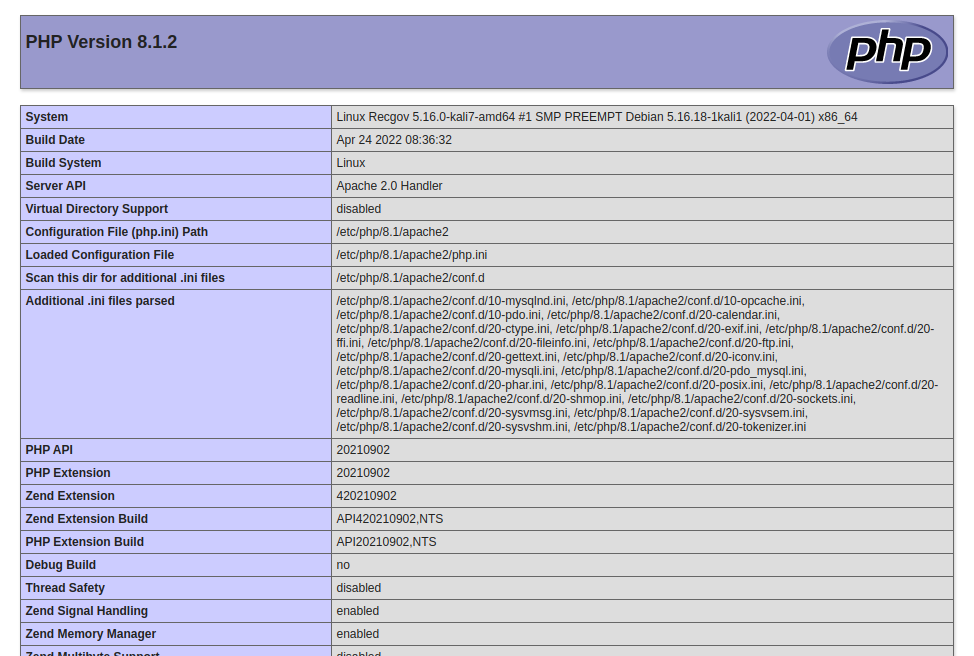 PHP Version 8.1.2
php
System Linux Recgov 5.16.0-kali7-amd64 #1 SMP PREEMPT Debian 5.16.18-1kali1 (2022-04-01) x86_64
Build Date Apr 24 2022 08:36:32
Build System Linux
Server API Apache 2.0 Handler
Virtual Directory Support disabled
Configuration File (php.ini) Path /etc/php/8.1/apache2
Loaded Configuration File /etc/php/8.1/apache2/php.ini
Scan this dir for additional .ini files /etc/php/8.1/apache2/conf.d
Additional .ini files parsed /etc/php/8.1/apache2/conf.d/10-mysqlnd.ini, /etc/php/8.1/apache2/conf.d/10-opcache.ini,
/etc/php/8.1/apache2/conf.d/10-pdo.ini, /etc/php/8.1/apache2/conf.d/20-calendar.ini,
/etc/php/8.1/apache2/conf.d/20-ctype.ini, /etc/php/8.1/apache2/conf.d/20-exif.ini, /etc/php/8.1/apache2/conf.d/20-
ffi.ini, /etc/php/8.1/apache2/conf.d/20-fileinfo.ini, /etc/php/8.1/apache2/conf.d/20-ftp.ini,
/etc/php/8.1/apache2/conf.d/20-gettext.ini, /etc/php/8.1/apache2/conf.d/20-iconv.ini,
/etc/php/8.1/apache2/conf.d/20-mysqli.ini, /etc/php/8.1/apache2/conf.d/20-pdo_mysql.ini,
/etc/php/8.1/apache2/conf.d/20-phar.ini, /etc/php/8.1/apache2/conf.d/20-posix.ini, /etc/php/8.1/apache2/conf.d/20-
readline.ini, /etc/php/8.1/apache2/conf.d/20-shmop.ini, /etc/php/8.1/apache2/conf.d/20-sockets.ini,
/etc/php/8.1/apache2/conf.d/20-sysvmsg.ini, /etc/php/8.1/apache2/conf.d/20-sysvsem.ini,
/etc/php/8.1/apache2/conf.d/20-sysvshm.ini, /etc/php/8.1/apache2/conf.d/20-tokenizer.ini
PHP API 20210902
PHP Extension 20210902
Zend Extension 420210902
Zend Extension Build API420210902,NTS
PHP Extension Build API20210902,NTS
Debug Build no
Thread Safety disabled
Zend Signal Handling enabled
Zend Memory Manager enabled
Zend Multibyte Support disabled